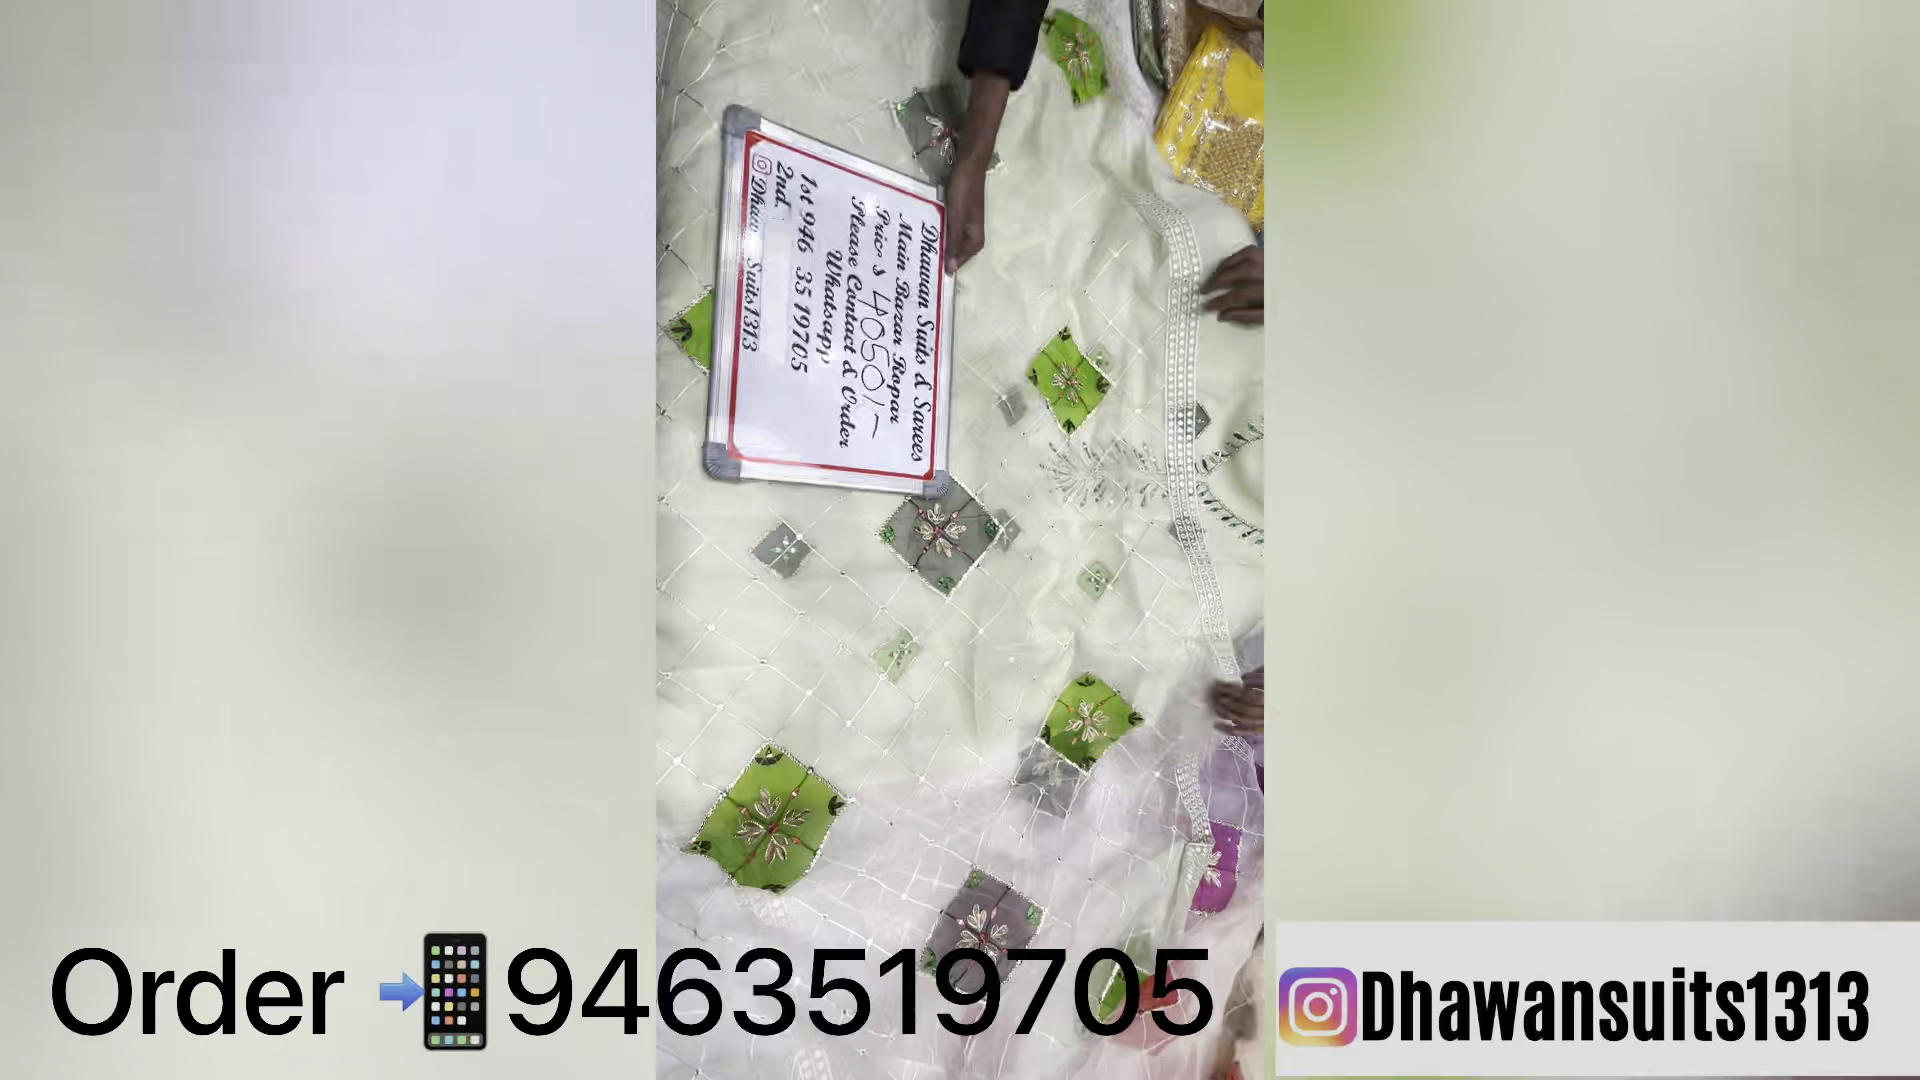 Dhawan Suits & Sarees
Main Bazar Ropar
Price 4050/-
Please Contact & Order
Whatsapp
1st 946 35 19705
2nd.
Suits1313
Order ➡📱9463519705
Dhawansuits1313